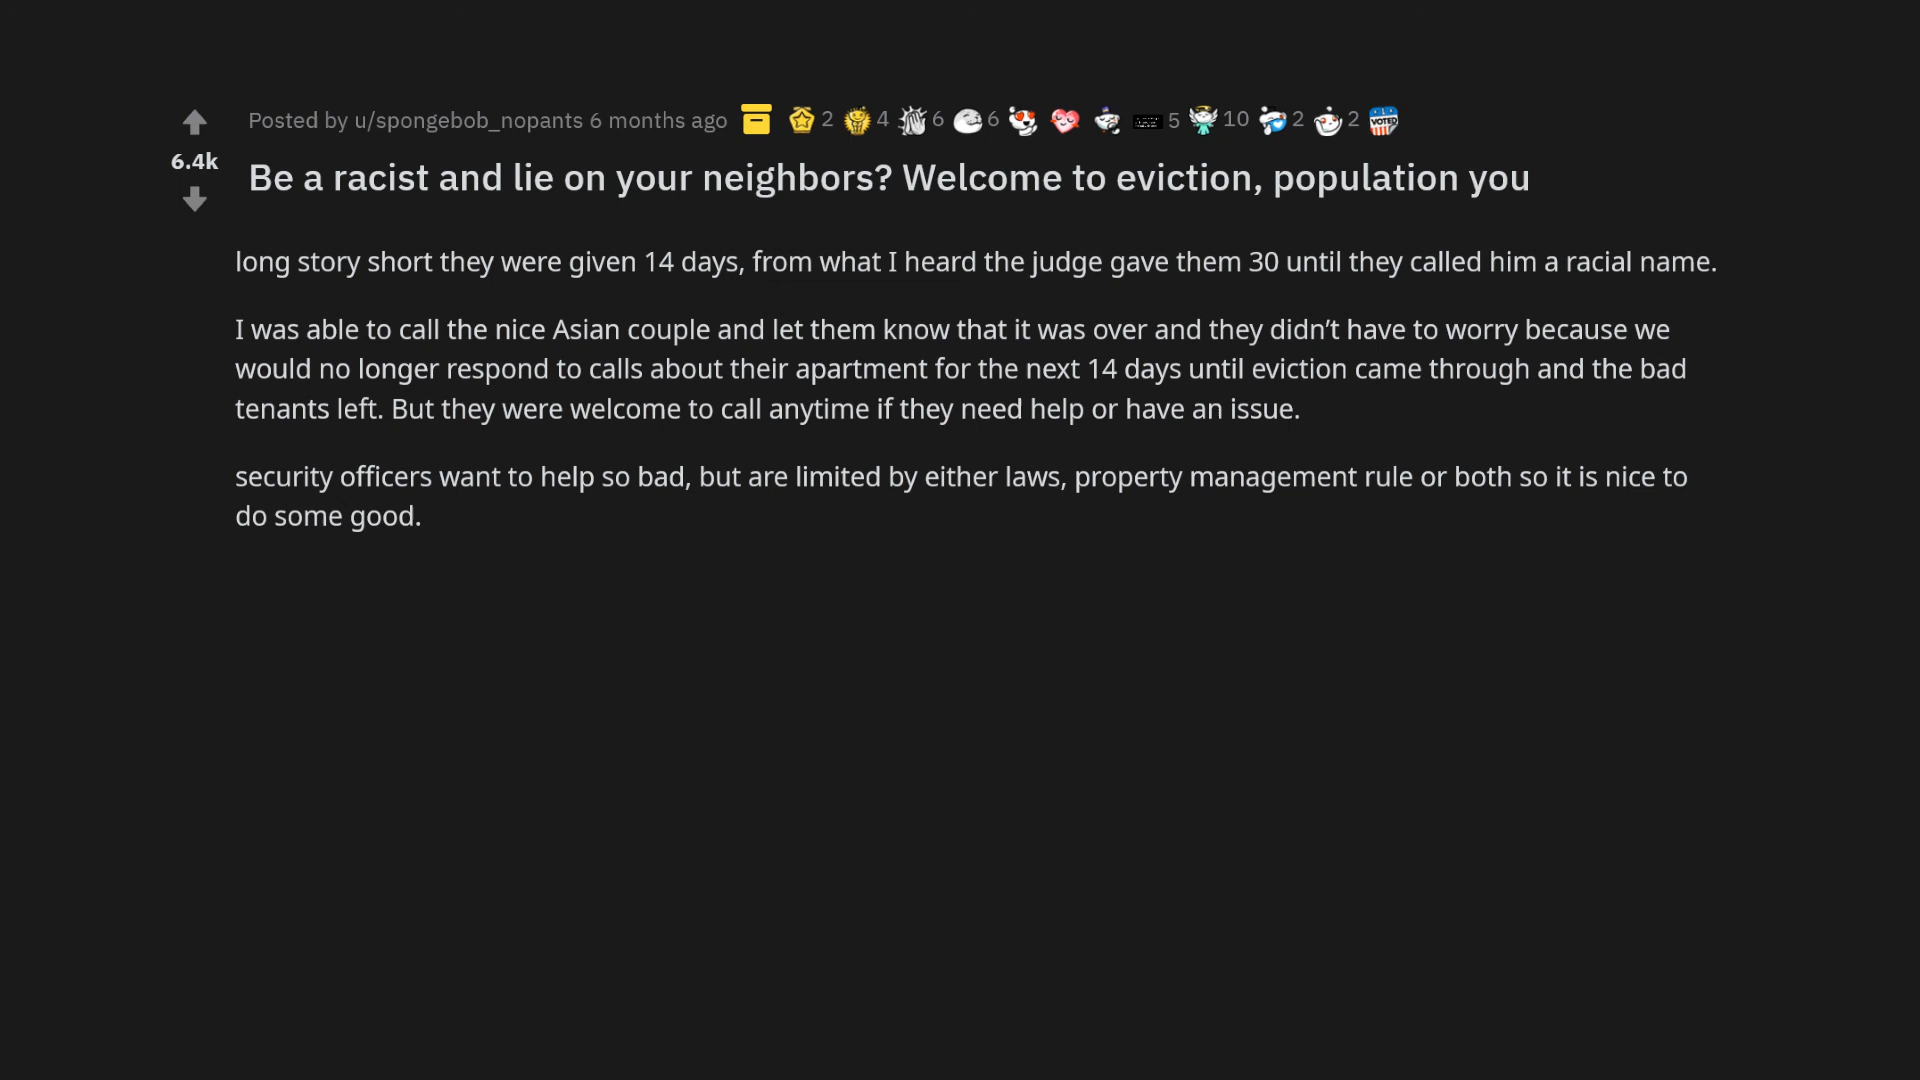 Posted by u/spongebob_nopants 6 months ago 2 4 6 6 5 10 2 2 VOTED
6.4k
Be a racist and lie on your neighbors? Welcome to eviction, population you
long story short they were given 14 days, from what I heard the judge gave them 30 until they called him a racial name.
I was able to call the nice Asian couple and let them know that it was over and they didn’t have to worry because we
would no longer respond to calls about their apartment for the next 14 days until eviction came through and the bad
tenants left. But they were welcome to call anytime if they need help or have an issue.
security officers want to help so bad, but are limited by either laws, property management rule or both so it is nice to
do some good.